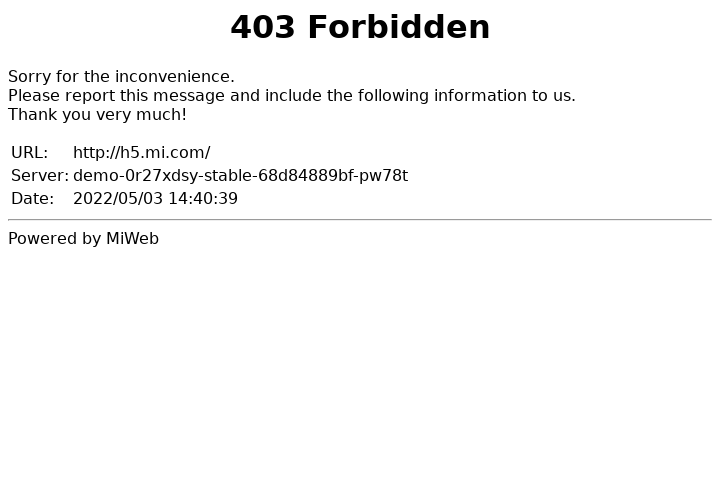 403 Forbidden
Sorry for the inconvenience.
Please report this message and include the following information to us.
Thank you very much!
URL: http://h5.mi.com/
Server: demo-0r27xdsy-stable-68d84889bf-pw78t
Date: 2022/05/03 14:40:39
Powered by MiWeb